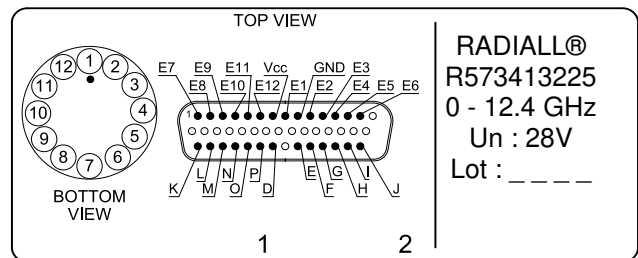 TOP VIEW
E7 E9 E11 Vcc GND E3
E8 E10 E12 E1 E2 E4 E5 E6
1
12 1 2
11 3
10 4
9 5
8 7 6
L N P E G I
K M O D F H J
BOTTOM
VIEW
1 2
RADIALL®
R573413225
0 - 12.4 GHz
Un : 28V
Lot : _ _ _ _